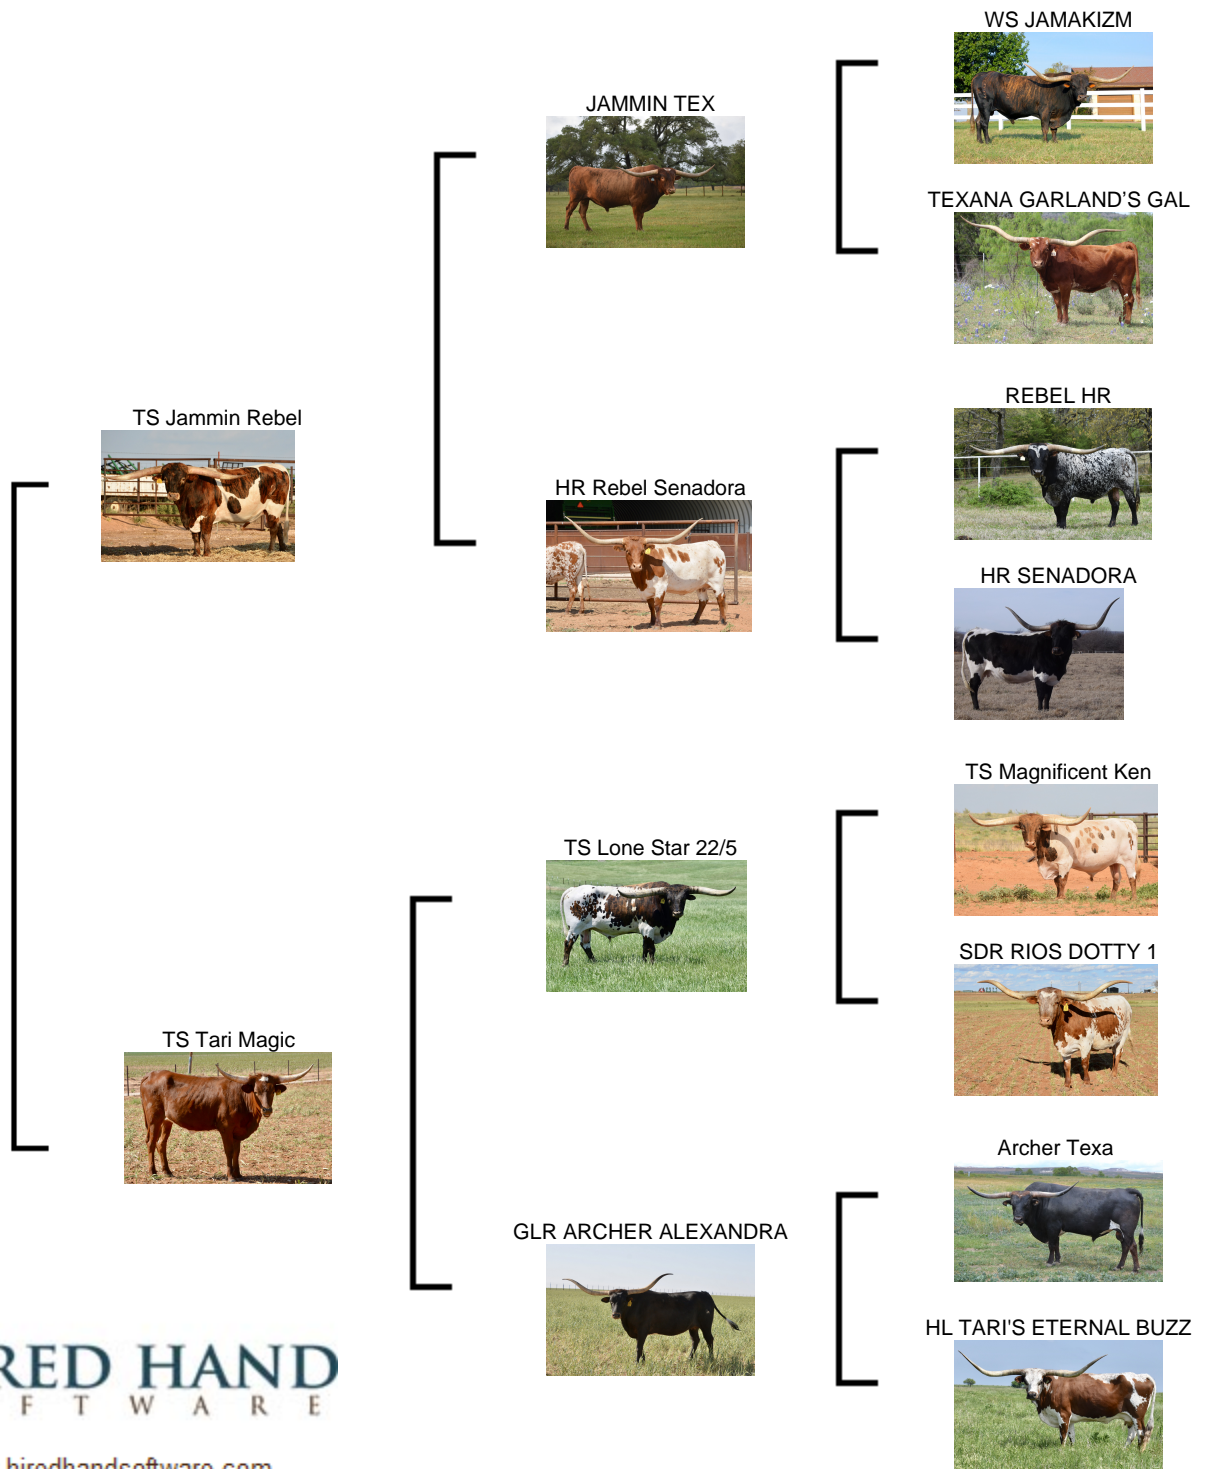 WS JAMAKIZM
JAMMIN TEX
TEXANA GARLAND'S GAL
REBEL HR
TS Jammin Rebel
HR Rebel Senadora
HR SENADORA
TS Magnificent Ken
TS Lone Star 22/5
SDR RIOS DOTTY 1
TS Tari Magic
Archer Texa
GLR ARCHER ALEXANDRA
HL TARI'S ETERNAL BUZZ
RED HAND
F T W A R E
hiredhandsoftware.com